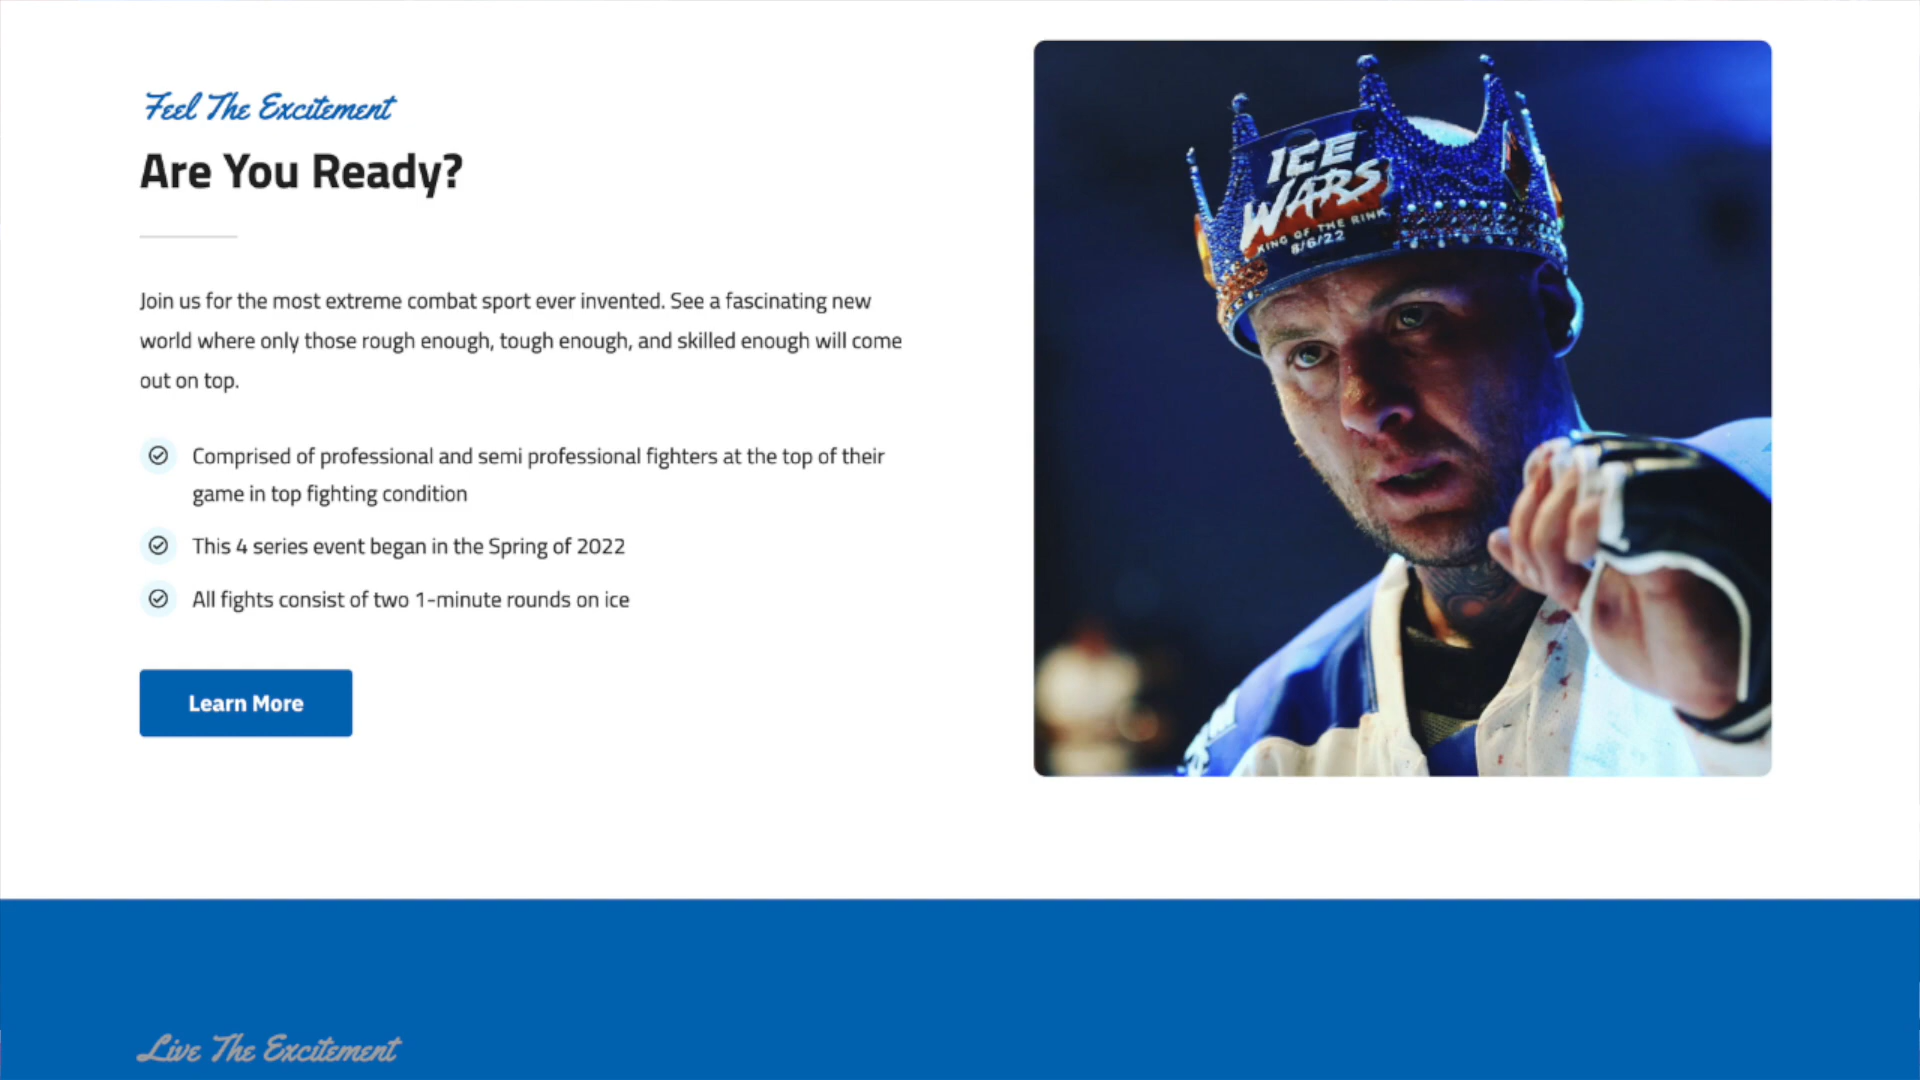 Feel The Excitement
Are You Ready?
Join us for the most extreme combat sport ever invented. See a fascinating new
world where only those rough enough, tough enough, and skilled enough will come
out on top.
Comprised of professional and semi professional fighters at the top of their
game in top fighting condition
This 4 series event began in the Spring of 2022
All fights consist of two 1-minute rounds on ice
Learn More
ICE
WARS
KING OF THE RINK
8/6/22
Live The Excitement